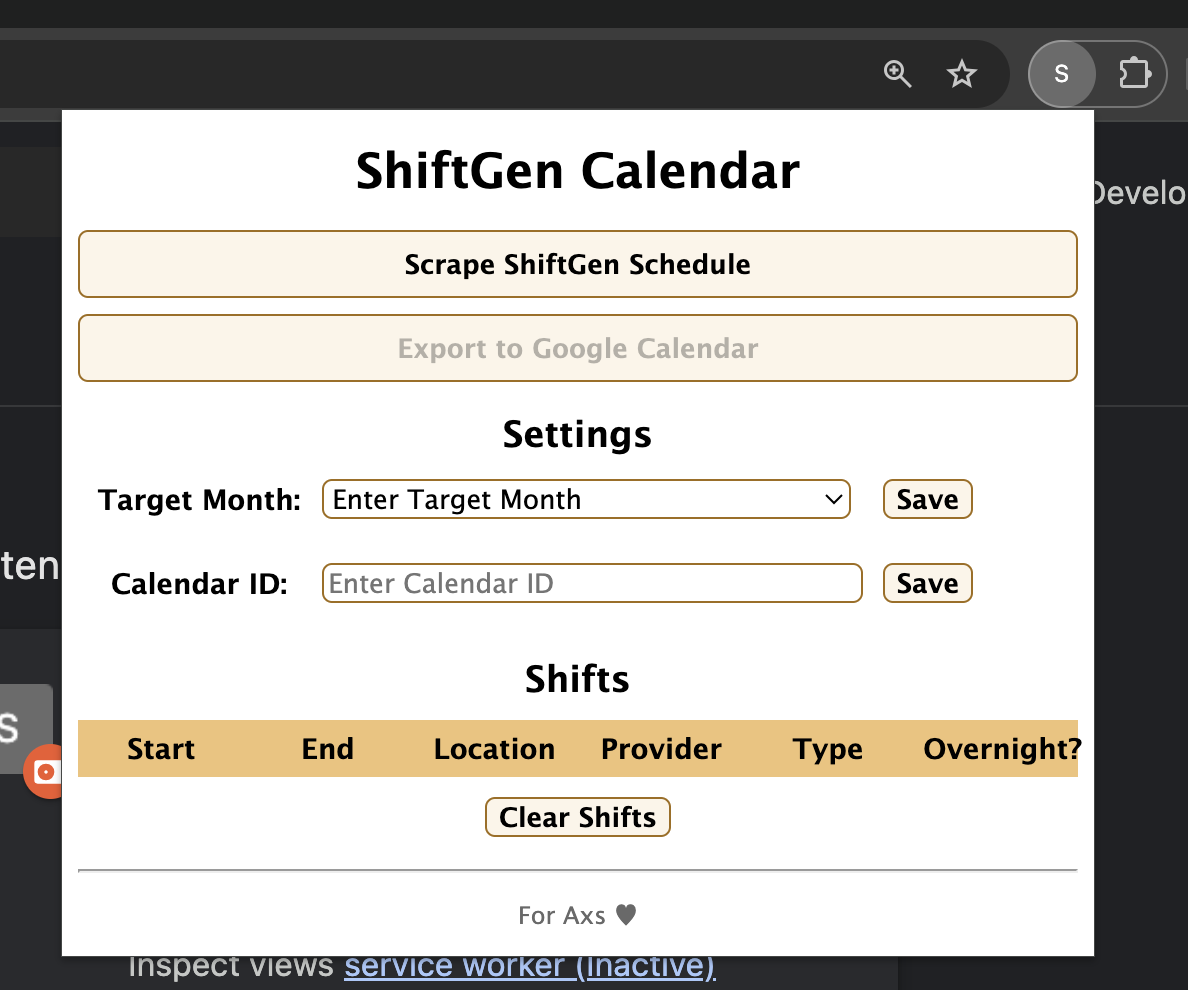 S
Develo
ShiftGen Calendar
Scrape ShiftGen Schedule
Export to Google Calendar
Settings
Target Month: Enter Target Month Save
ten
Calendar ID: Enter Calendar ID Save
Shifts
S
Start End Location Provider Type Overnight?
Clear Shifts
For Axs ♥
Inspect views service worker (Inactive)